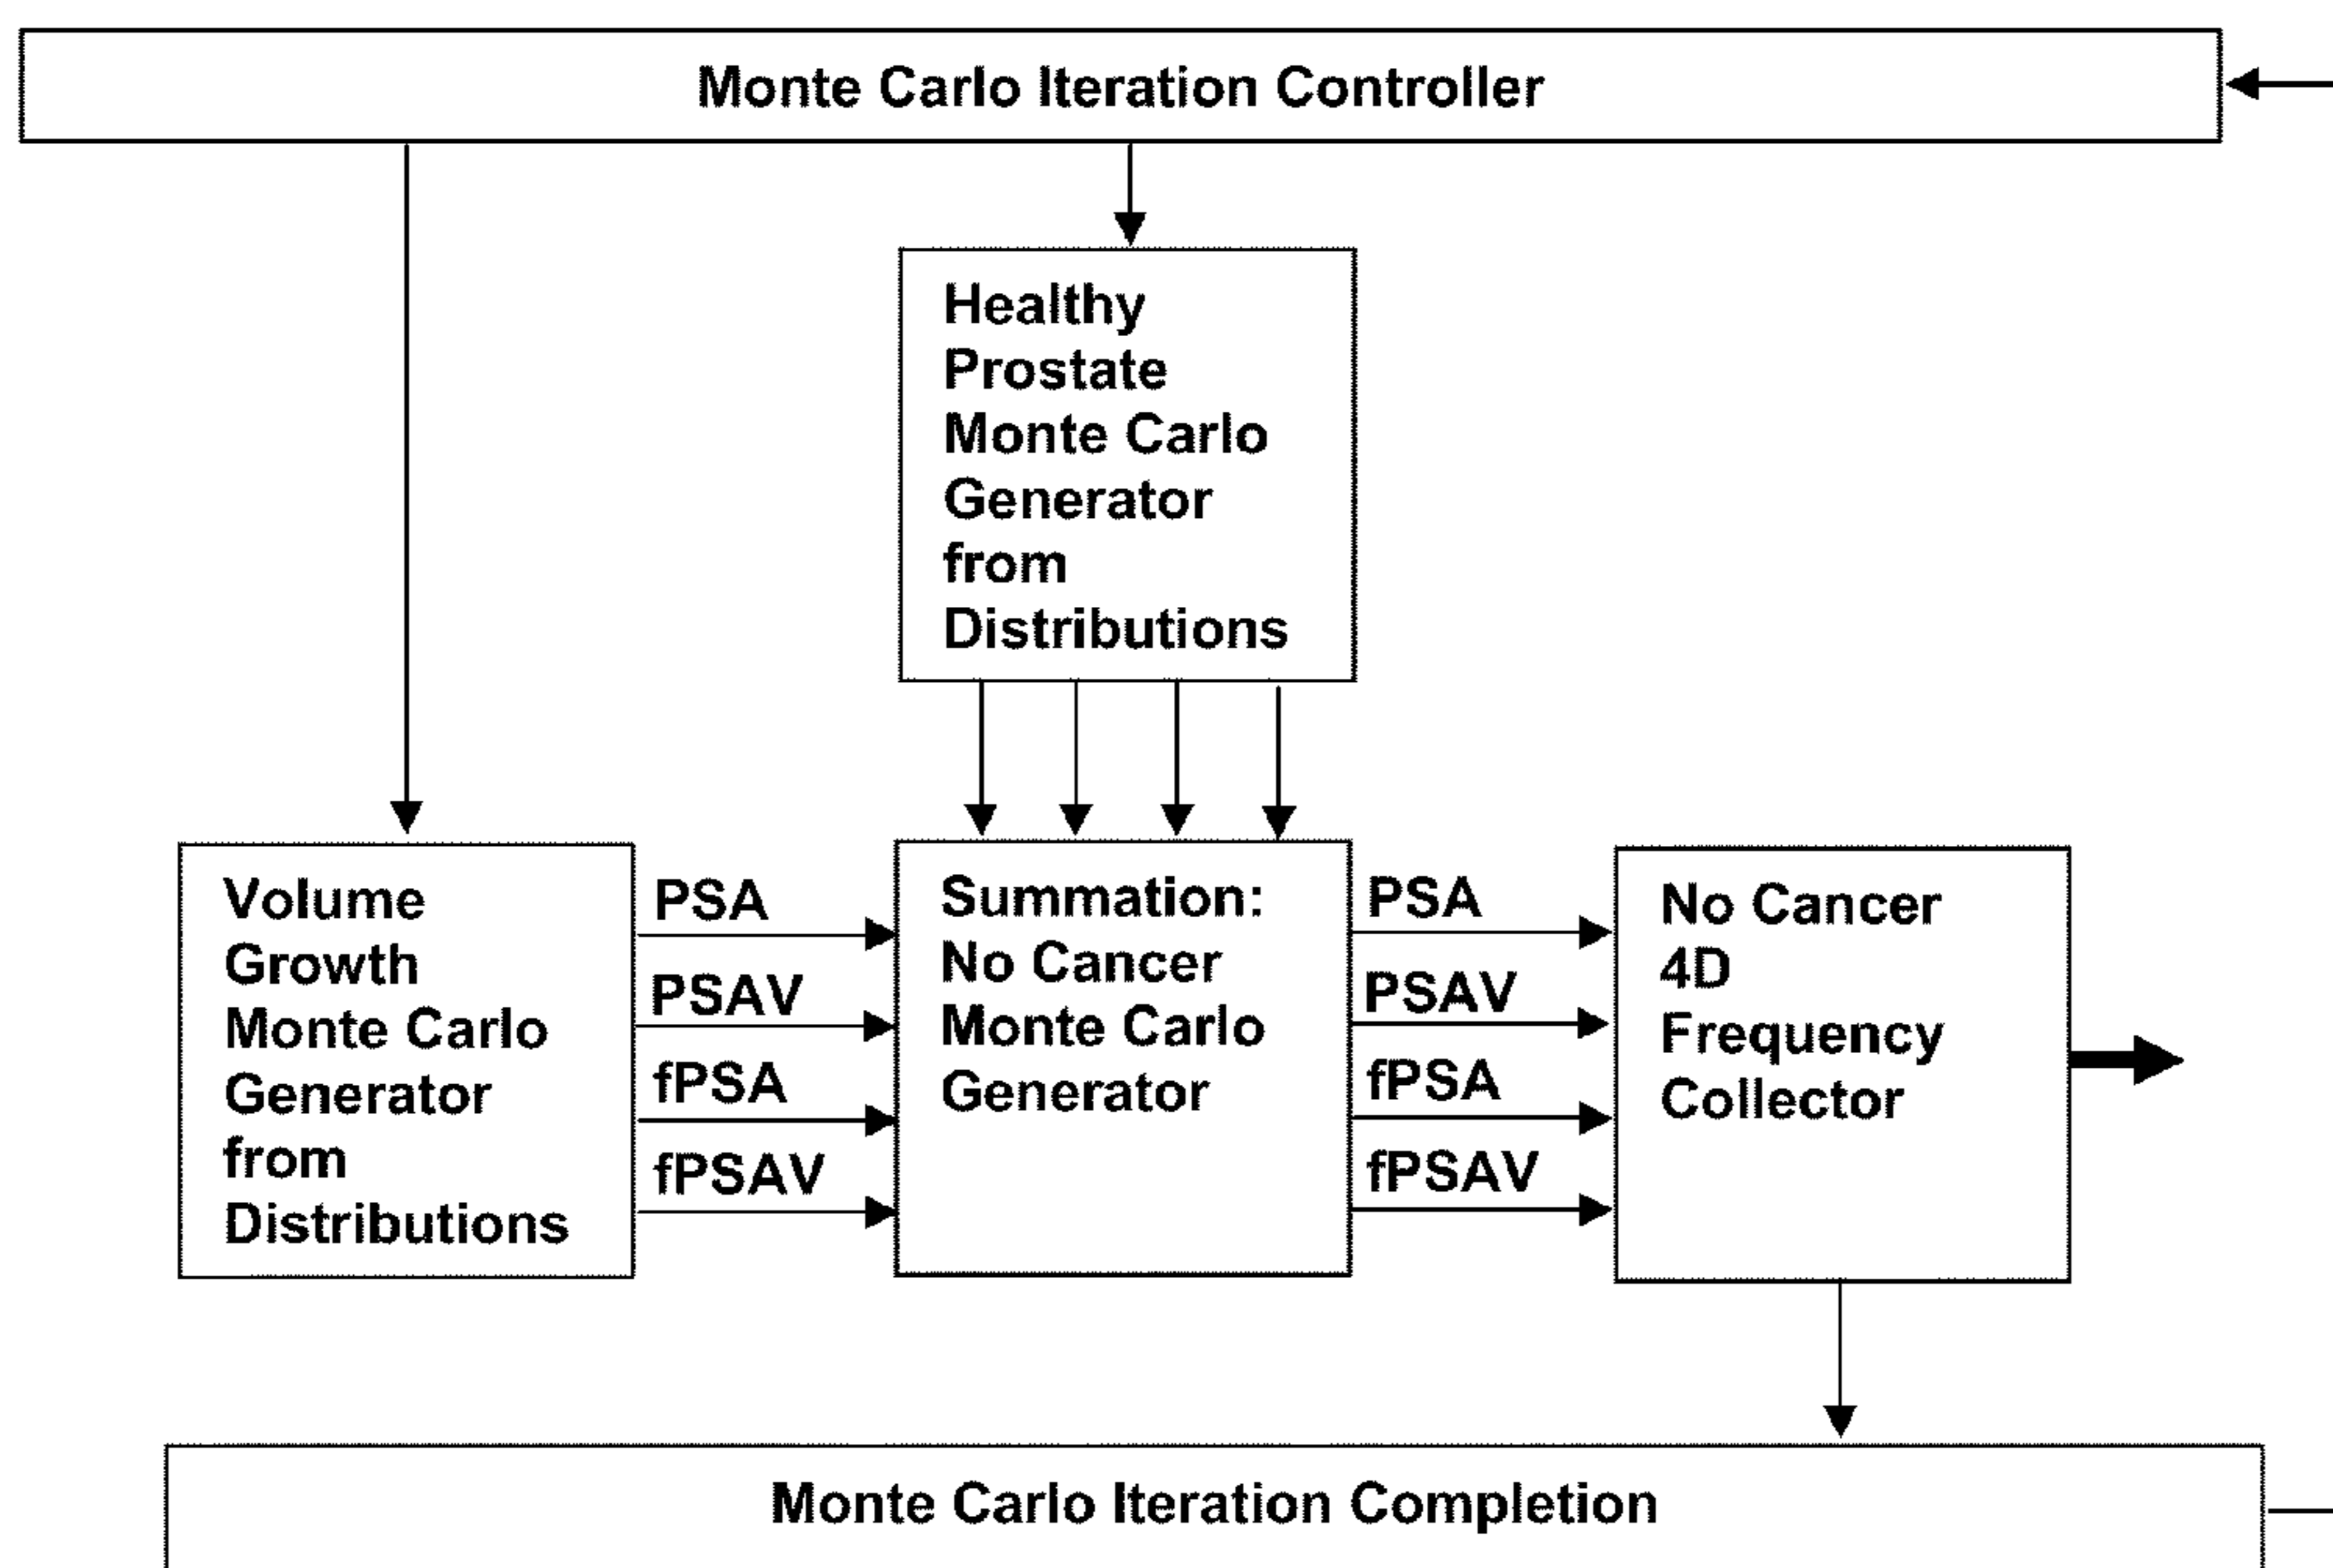 Monte Carlo Iteration Controller
Healthy
Prostate
Monte Carlo
Generator
from
Distributions
Volume
Growth
Monte Carlo
Generator
from
Distributions
PSA
PSAV
fPSA
fPSAV
Summation:
No Cancer
Monte Carlo
Generator
PSA
PSAV
fPSA
fPSAV
No Cancer
4D
Frequency
Collector
Monte Carlo Iteration Completion